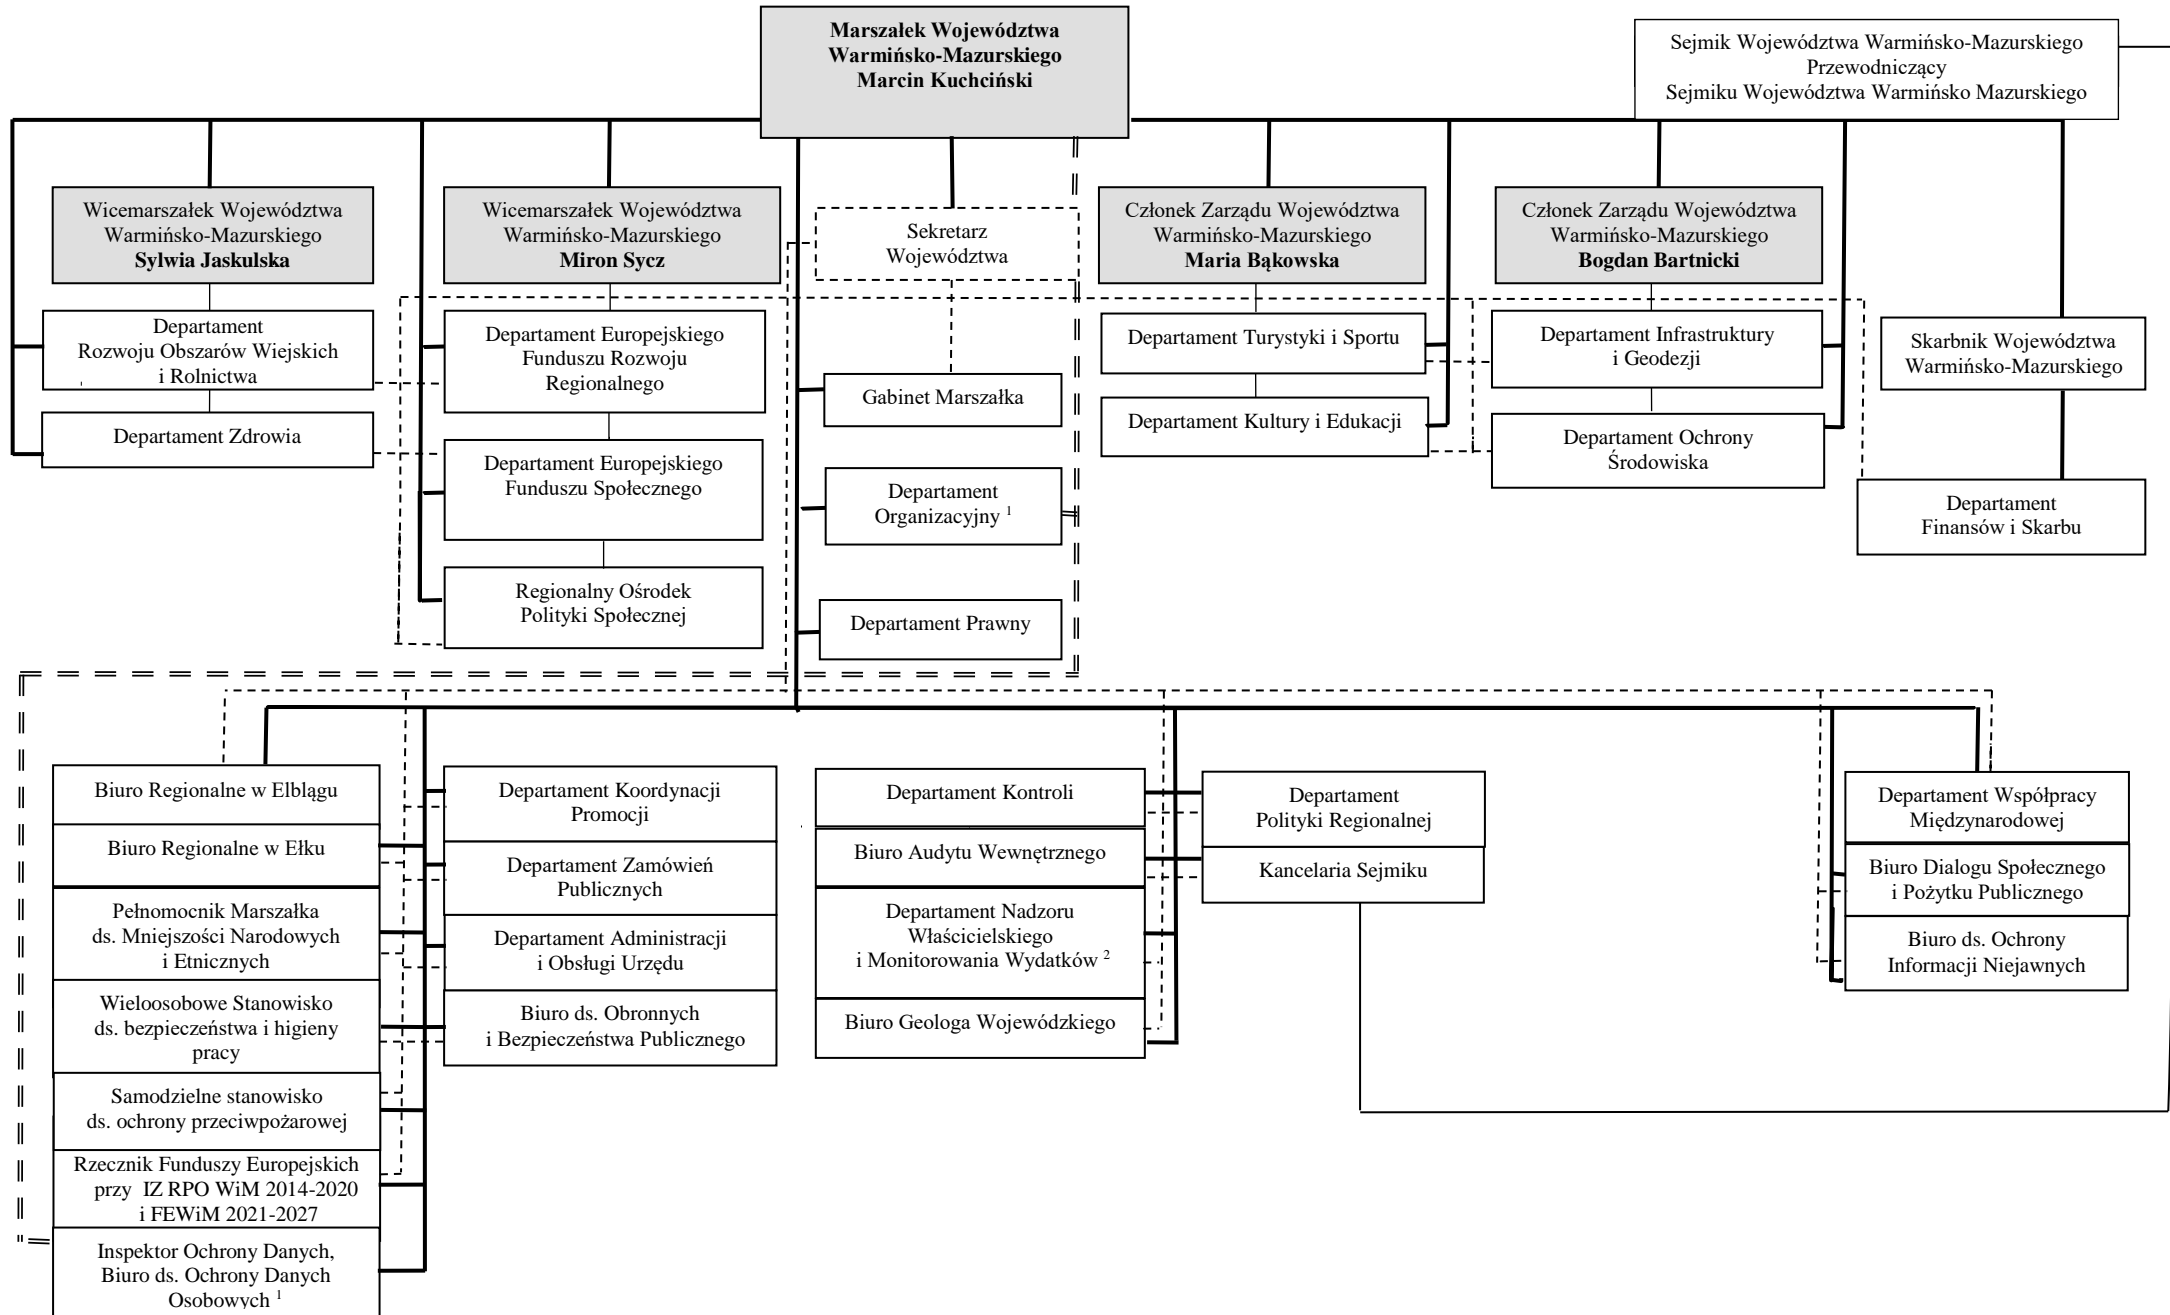 Marszałek Województwa
Warmińsko-Mazurskiego
Marcin Kuchciński
Sejmik Województwa Warmińsko-Mazurskiego
Przewodniczący
Sejmiku Województwa Warmińsko Mazurskiego
Wicemarszałek Województwa
Warmińsko-Mazurskiego
Sylwia Jaskulska
Wicemarszałek Województwa
Warmińsko-Mazurskiego
Miron Sycz
Sekretarz
Województwa
Członek Zarządu Województwa
Warmińsko-Mazurskiego
Maria Bąkowska
Członek Zarządu Województwa
Warmińsko-Mazurskiego
Bogdan Bartnicki
Departament
Rozwoju Obszarów Wiejskich
i Rolnictwa
Departament Zdrowia
Departament Europejskiego
Funduszu Rozwoju
Regionalnego
Departament Europejskiego
Funduszu Społecznego
Regionalny Ośrodek
Polityki Społecznej
Gabinet Marszałka
Departament
Organizacyjny 1
Departament Prawny
Departament Turystyki i Sportu
Departament Kultury i Edukacji
Departament Infrastruktury
i Geodezji
Departament Ochrony
Środowiska
Skarbnik Województwa
Warmińsko-Mazurskiego
Departament
Finansów i Skarbu
Biuro Regionalne w Elblągu
Biuro Regionalne w Ełku
Pełnomocnik Marszałka
ds. Mniejszości Narodowych
i Etnicznych
Wieloosobowe Stanowisko
ds. bezpieczeństwa i higieny
pracy
Samodzielne stanowisko
ds. ochrony przeciwpożarowej
Rzecznik Funduszy Europejskich
przy IZ RPO WiM 2014-2020
i FEWiM 2021-2027
Inspektor Ochrony Danych,
Biuro ds. Ochrony Danych
Osobowych 1
Departament Koordynacji
Promocji
Departament Zamówień
Publicznych
Departament Administracji
i Obsługi Urzędu
Biuro ds. Obronnych
i Bezpieczeństwa Publicznego
Departament Kontroli
Biuro Audytu Wewnętrznego
Departament Nadzoru
Właścicielskiego
i Monitorowania Wydatków 2
Biuro Geologa Wojewódzkiego
Departament
Polityki Regionalnej
Kancelaria Sejmiku
Departament Współpracy
Międzynarodowej
Biuro Dialogu Społecznego
i Pożytku Publicznego
Biuro ds. Ochrony
Informacji Niejawnych